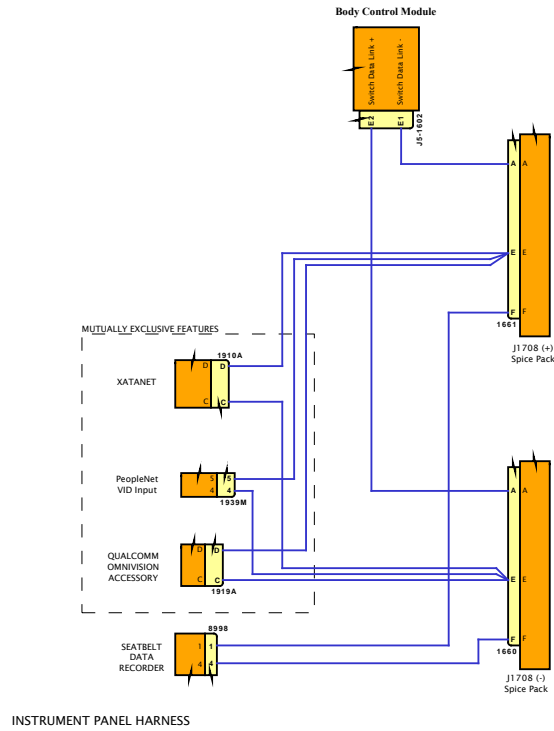 Body Control Module
Switch Data Link +
Switch Data Link -
E2
E1
J5-1602
A A
E E
F F
1661
J1708 (+)
Spice Pack
MUTUALLY EXCLUSIVE FEATURES
1910A
D D
XATANET
C C
PeopleNet
VID Input
5 5
4 4
1939M
D D
QUALCOMM
OMNIVISION
ACCESSORY
C C
1919A
A A
E E
F F
1660
J1708 (-)
Spice Pack
8998
SEATBELT
DATA
RECORDER
1 1
4 4
INSTRUMENT PANEL HARNESS